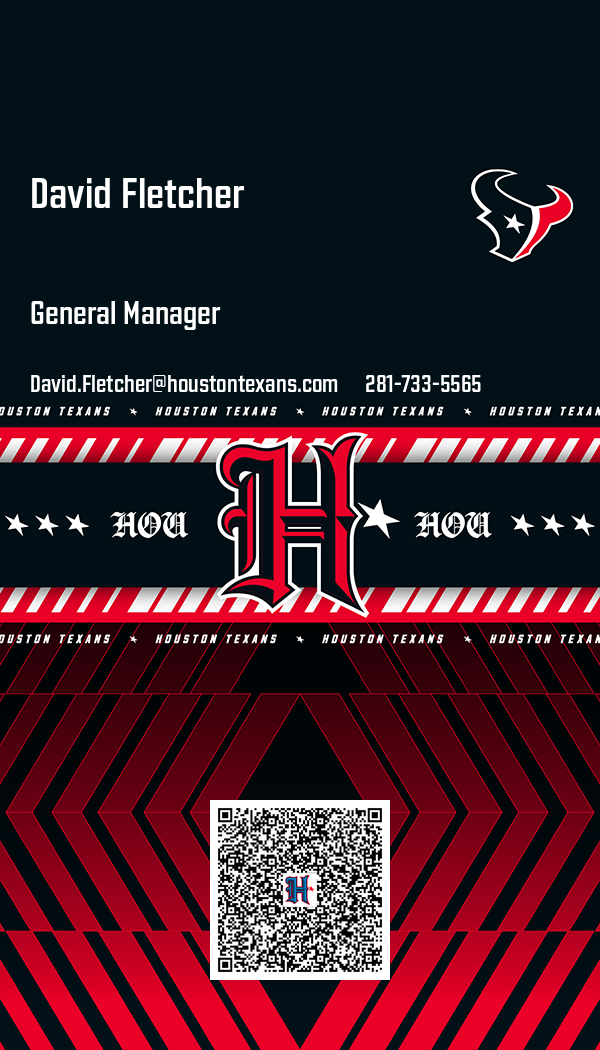 David Fletcher
General Manager
David.Fletcher@houstontexans.com 281-733-5565
HOUSTON TEXANS HOUSTON TEXANS HOUSTON TEXANS HOUSTON TEXANS
HOU H HOU
HOUSTON TEXANS HOUSTON TEXANS HOUSTON TEXANS HOUSTON TEXANS
H